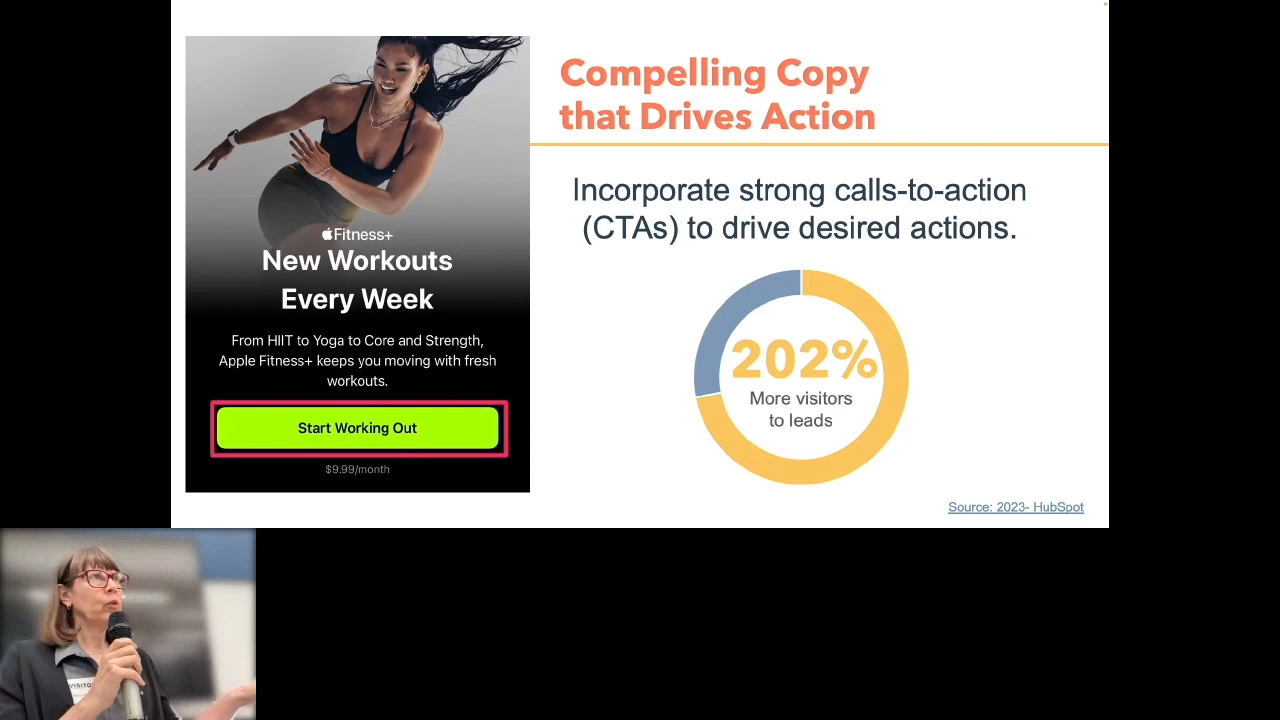 Compelling Copy
that Drives Action
Incorporate strong calls-to-action
(CTAs) to drive desired actions.
Fitness+
New Workouts
Every Week
From HIIT to Yoga to Core and Strength,
Apple Fitness+ keeps you moving with fresh
workouts.
Start Working Out
$9.99/month
202%
More visitors
to leads
Source: 2023- HubSpot